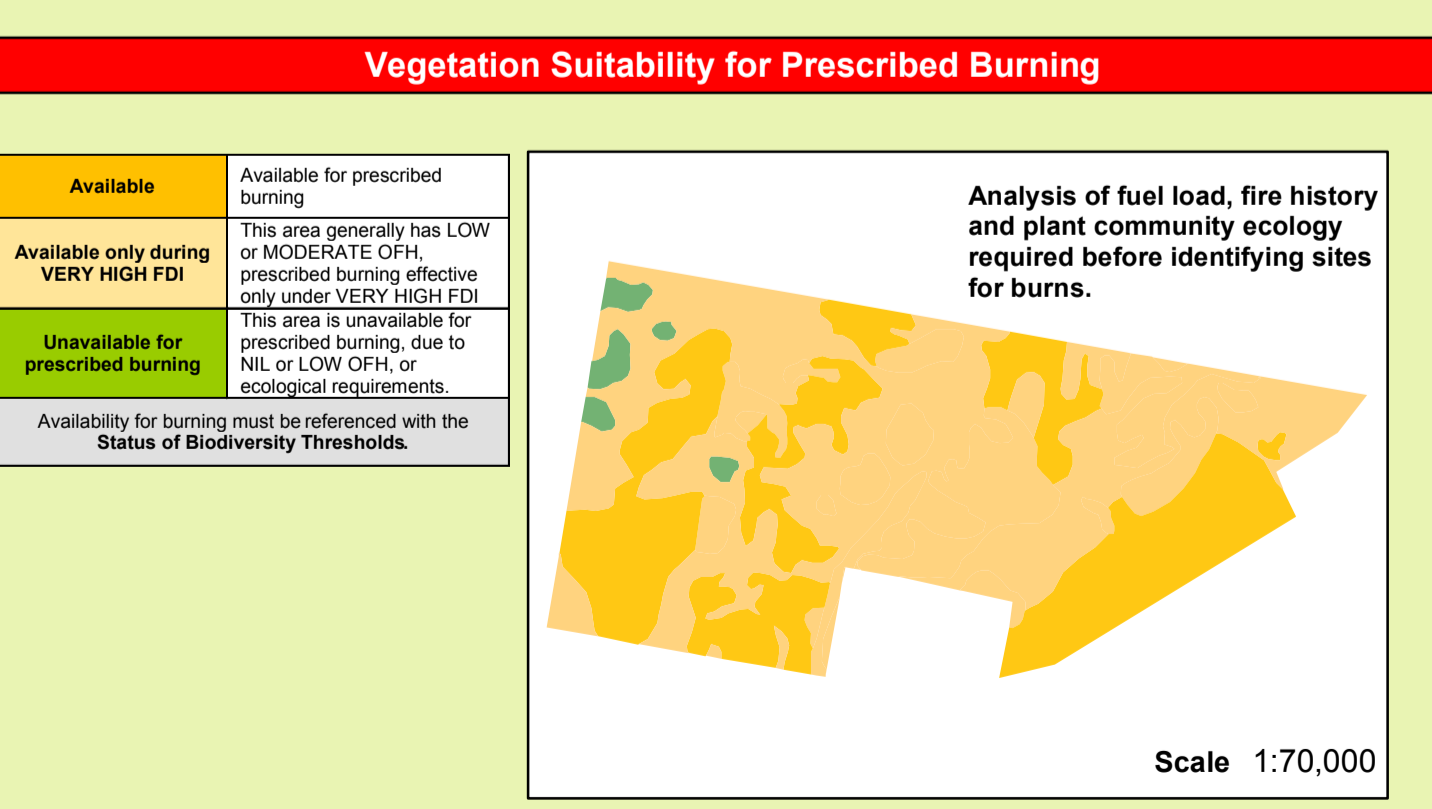 Vegetation Suitability for Prescribed Burning
Available
Available for prescribed
burning
Available only during
VERY HIGH FDI
This area generally has LOW
or MODERATE OFH,
prescribed burning effective
only under VERY HIGH FDI
Unavailable for
prescribed burning
This area is unavailable for
prescribed burning, due to
NIL or LOW OFH, or
ecological requirements.
Availability for burning must be referenced with the
Status of Biodiversity Thresholds.
Analysis of fuel load, fire history
and plant community ecology
required before identifying sites
for burns.
Scale 1:70,000